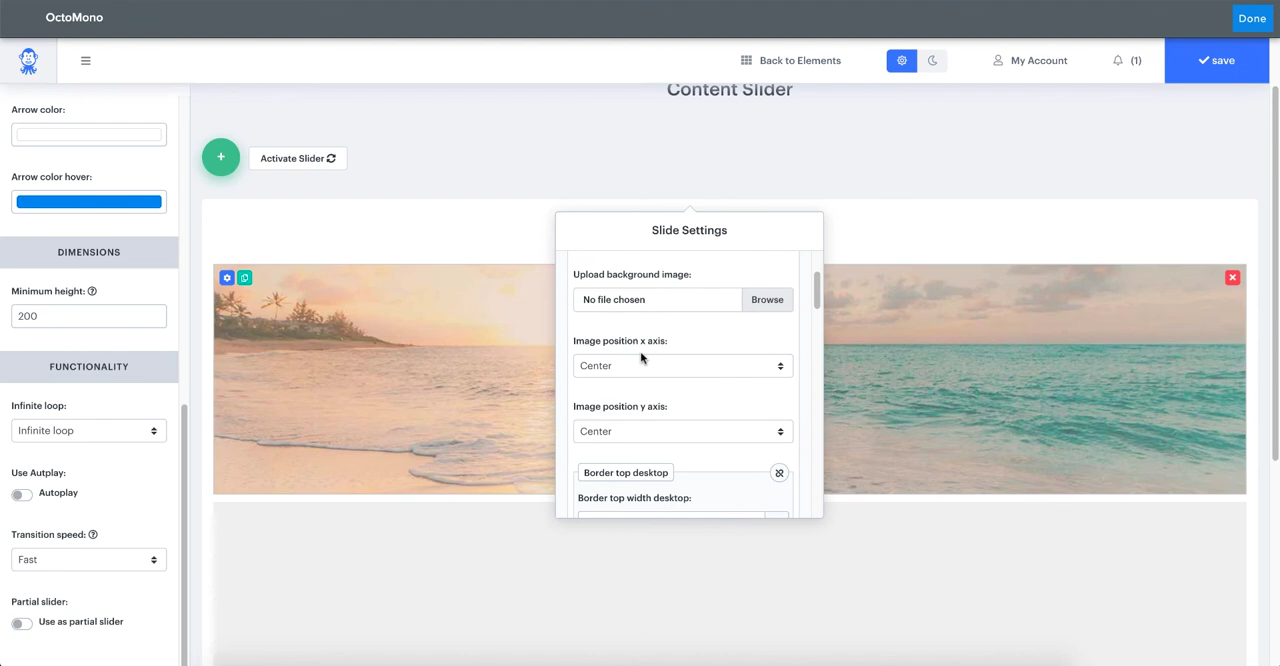 OctoMono
Done
Back to Elements
My Account
(1)
save
Arrow color:
Arrow color hover:
DIMENSIONS
Minimum height:
200
FUNCTIONALITY
Infinite loop:
Infinite loop
Use Autplay:
Autoplay
Transition speed:
Fast
Partial slider:
Use as partial slider
Content Slider
Activate Slider
Slide Settings
Upload background image:
No file chosen
Browse
Image position x axis:
Center
Image position y axis:
Center
Border top desktop
Border top width desktop: